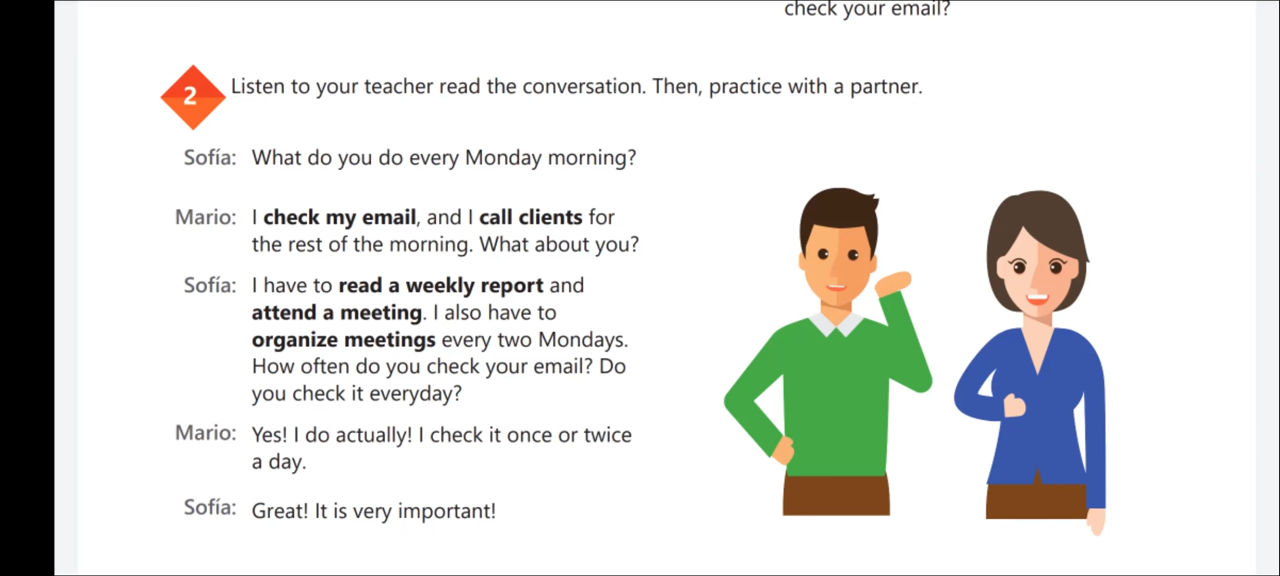 check your email?
2 Listen to your teacher read the conversation. Then, practice with a partner.
Sofía: What do you do every Monday morning?
Mario: I check my email, and I call clients for
the rest of the morning. What about you?
Sofía: I have to read a weekly report and
attend a meeting. I also have to
organize meetings every two Mondays.
How often do you check your email? Do
you check it everyday?
Mario: Yes! I do actually! I check it once or twice
a day.
Sofía: Great! It is very important!